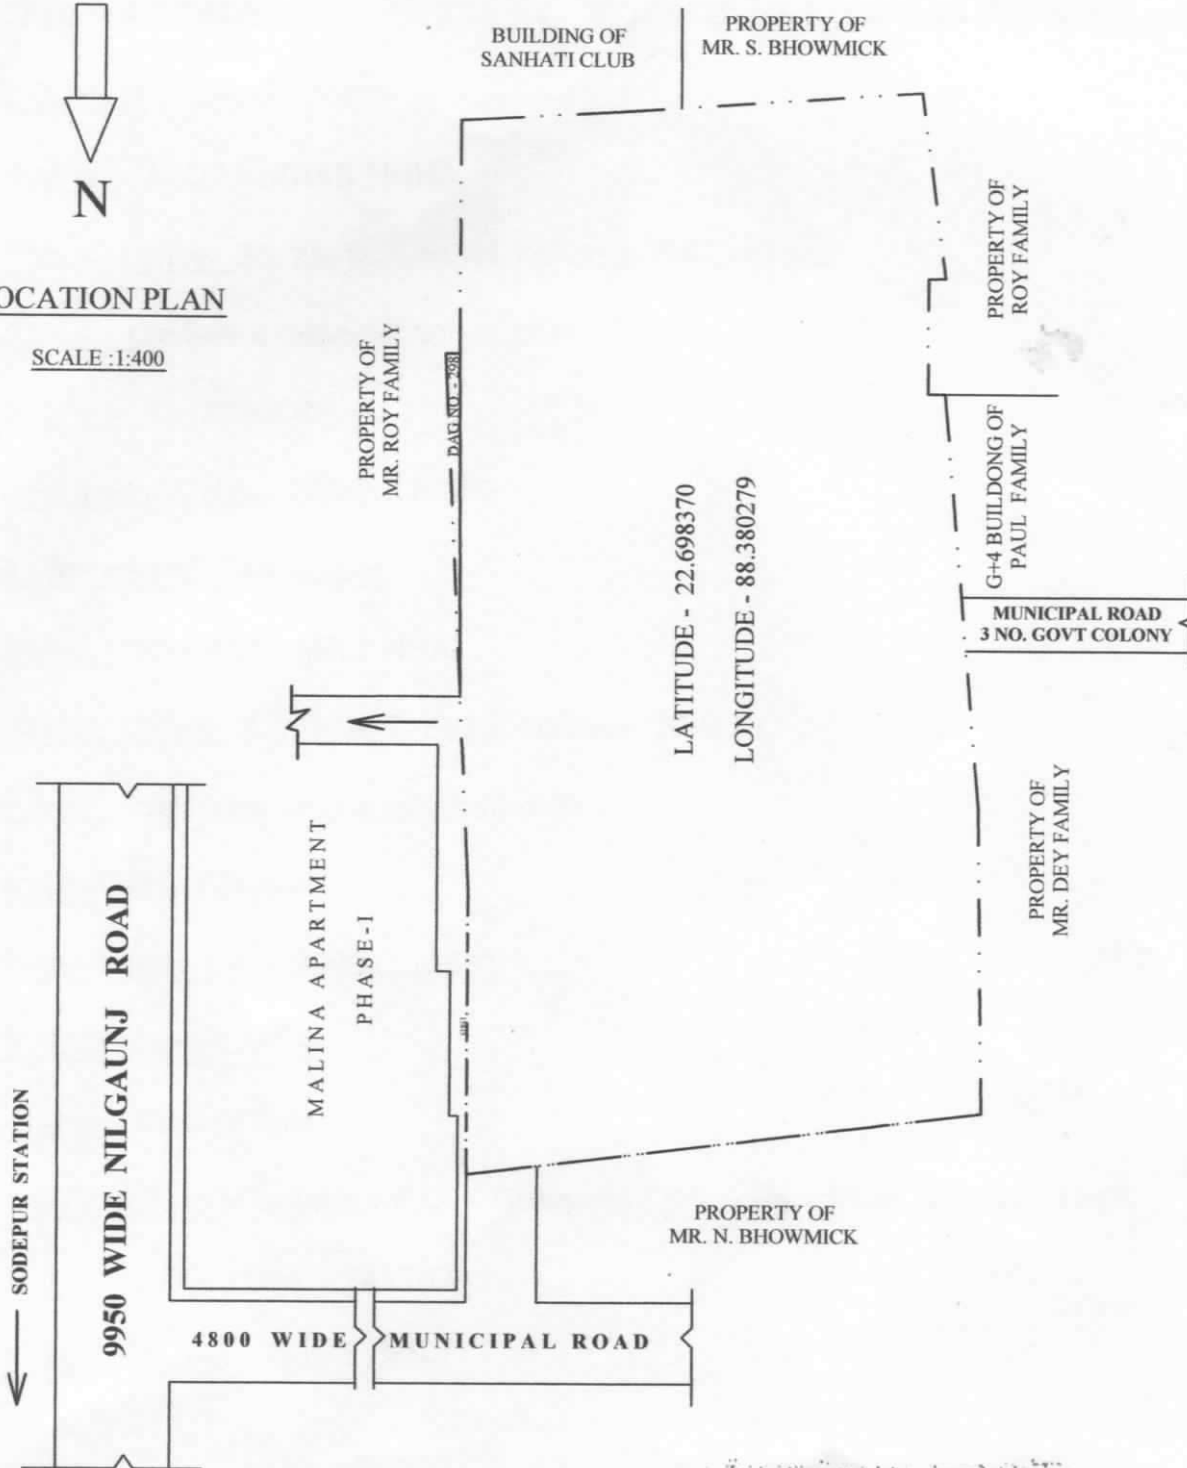 BUILDING OF
SANHATI CLUB
PROPERTY OF
MR. S. BHOWMICK
N
OCATION PLAN
SCALE :1:400
PROPERTY OF
MR. ROY FAMILY
DAG NO. - 298
PROPERTY OF
ROY FAMILY
G+4 BUILDONG OF
PAUL FAMILY
LATITUDE - 22.698370
LONGITUDE - 88.380279
MUNICIPAL ROAD
3 NO. GOVT COLONY
PROPERTY OF
MR. DEY FAMILY
MALINA APARTMENT
PHASE-I
9950 WIDE NILGAUNJ ROAD
SODEPUR STATION
PROPERTY OF
MR. N. BHOWMICK
4800 WIDE MUNICIPAL ROAD